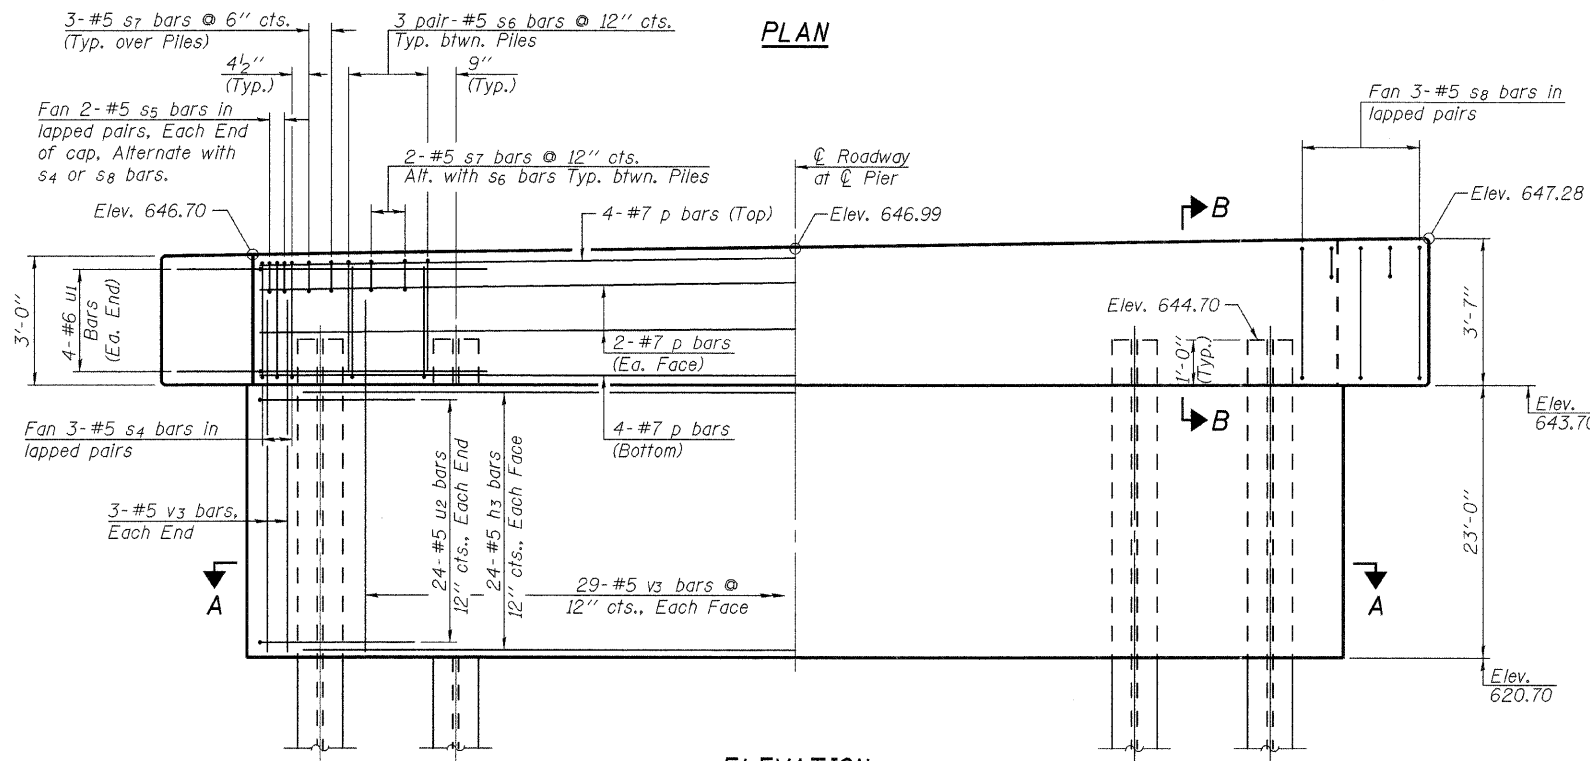 PLAN
3-#5 s7 bars @ 6" cts.
(Typ. over Piles)
3 pair-#5 s6 bars @ 12" cts.
Typ. btwn. Piles
4½"
(Typ.)
9"
(Typ.)
Fan 2-#5 s5 bars in
lapped pairs, Each End
of cap, Alternate with
s4 or s8 bars.
2-#5 s7 bars @ 12" cts.
Alt. with s6 bars Typ. btwn. Piles
℄ Roadway
at ℄ Pier
Fan 3-#5 s8 bars in
lapped pairs
Elev. 646.70
4-#7 p bars (Top)
Elev. 646.99
B
Elev. 647.28
3'-0"
4-#6 u1
Bars
(Ea. End)
2-#7 p bars
(Ea. Face)
Elev. 644.70
1'-0"
(Typ.)
3'-7"
B
Elev.
643.70
Fan 3-#5 s4 bars in
lapped pairs
4-#7 p bars
(Bottom)
3-#5 v3 bars,
Each End
24-#5 u2 bars
12" cts., Each End
24-#5 h3 bars
12" cts., Each Face
29-#5 v3 bars @
12" cts., Each Face
23'-0"
A
A
Elev.
620.70
ELEVATION